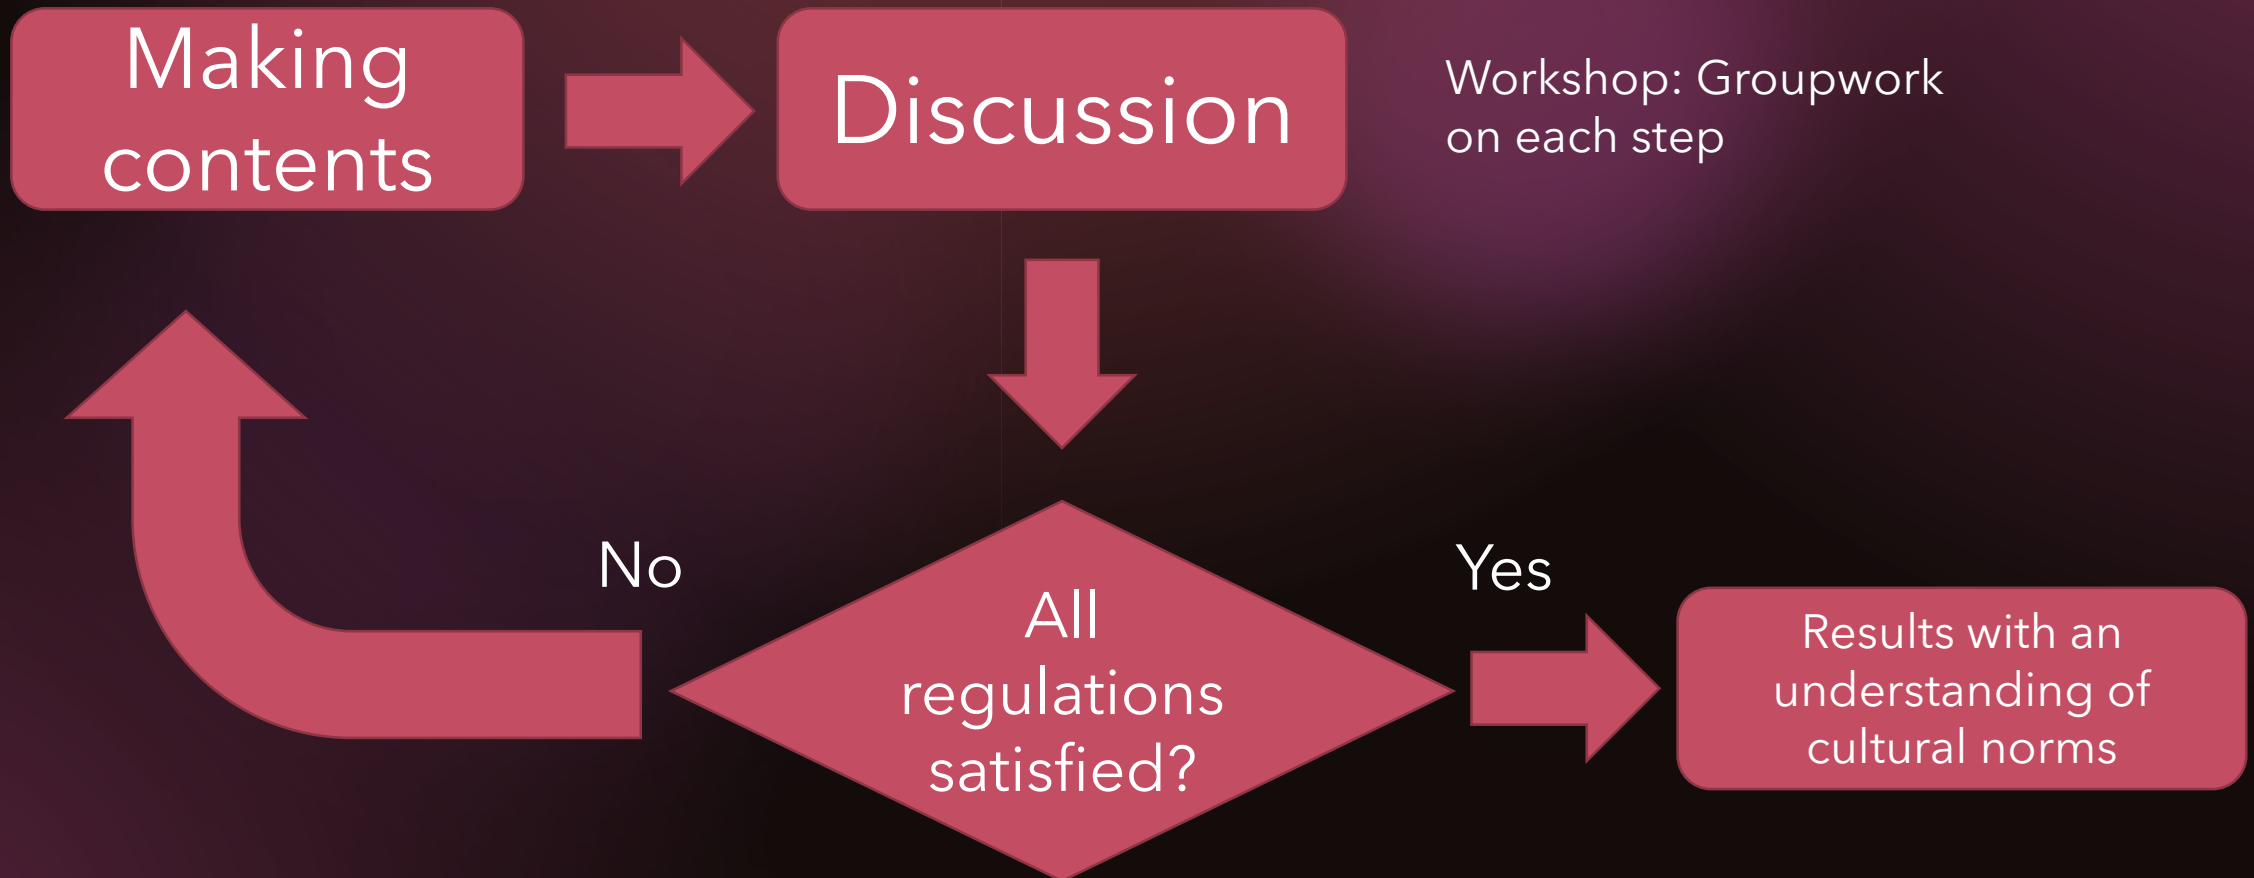 Making
contents
Discussion
Workshop: Groupwork
on each step
No
All
regulations
satisfied?
Yes
Results with an
understanding of
cultural norms